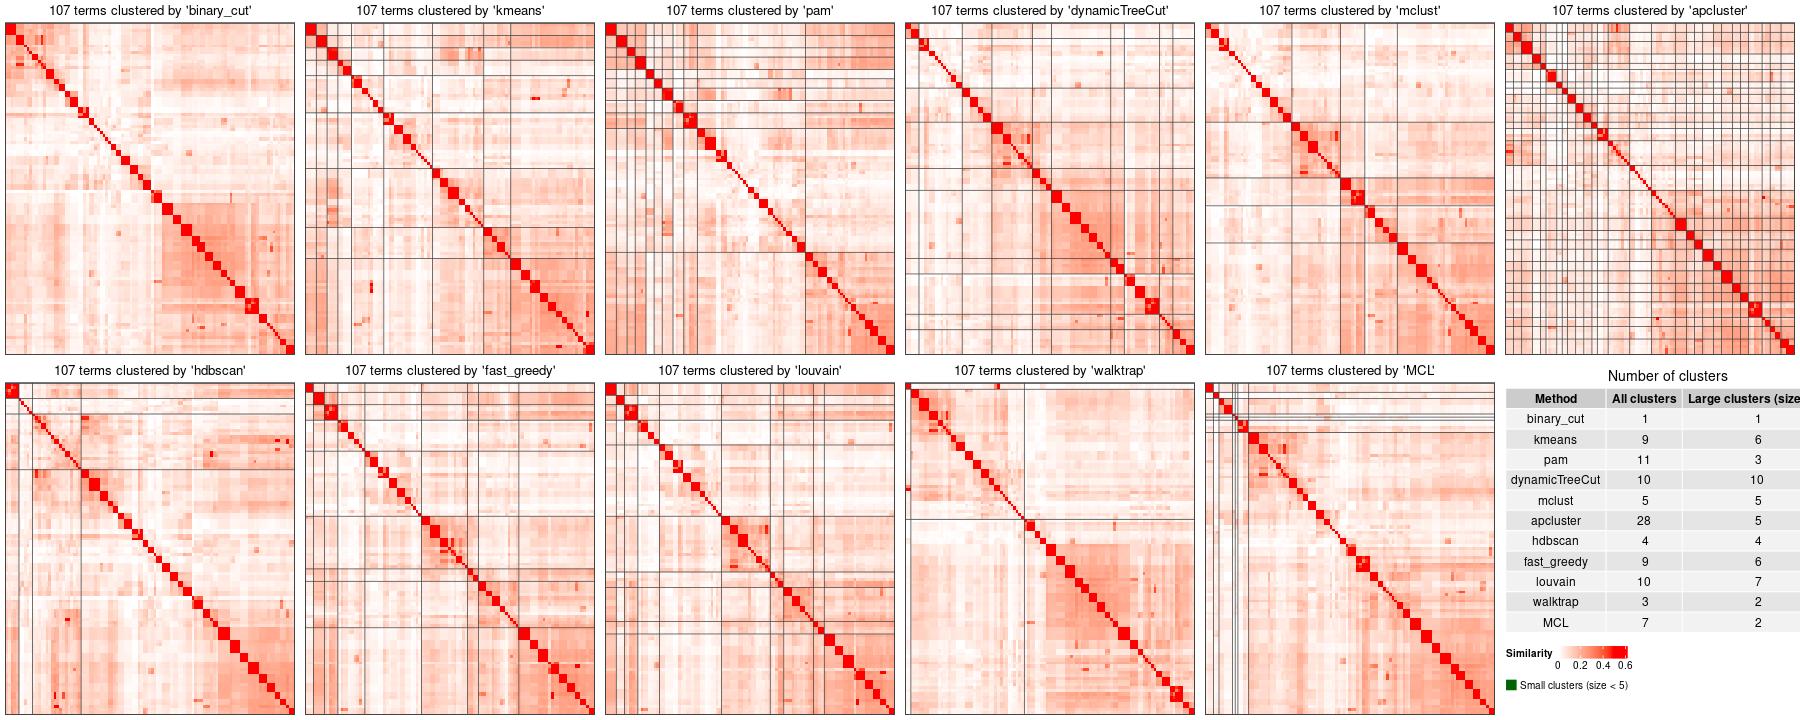 107 terms clustered by 'binary_cut'
107 terms clustered by 'kmeans'
107 terms clustered by 'pam'
107 terms clustered by 'dynamicTreeCut'
107 terms clustered by 'mclust'
107 terms clustered by 'apcluster'
107 terms clustered by 'hdbscan'
107 terms clustered by 'fast_greedy'
107 terms clustered by 'louvain'
107 terms clustered by 'walktrap'
107 terms clustered by 'MCL'
Number of clusters
Method All clusters Large clusters (size
binary_cut 1 1
kmeans 9 6
pam 11 3
dynamicTreeCut 10 10
mclust 5 5
apcluster 28 5
hdbscan 4 4
fast_greedy 9 6
louvain 10 7
walktrap 3 2
MCL 7 2
Similarity
0 0.2 0.4 0.6
Small clusters (size < 5)